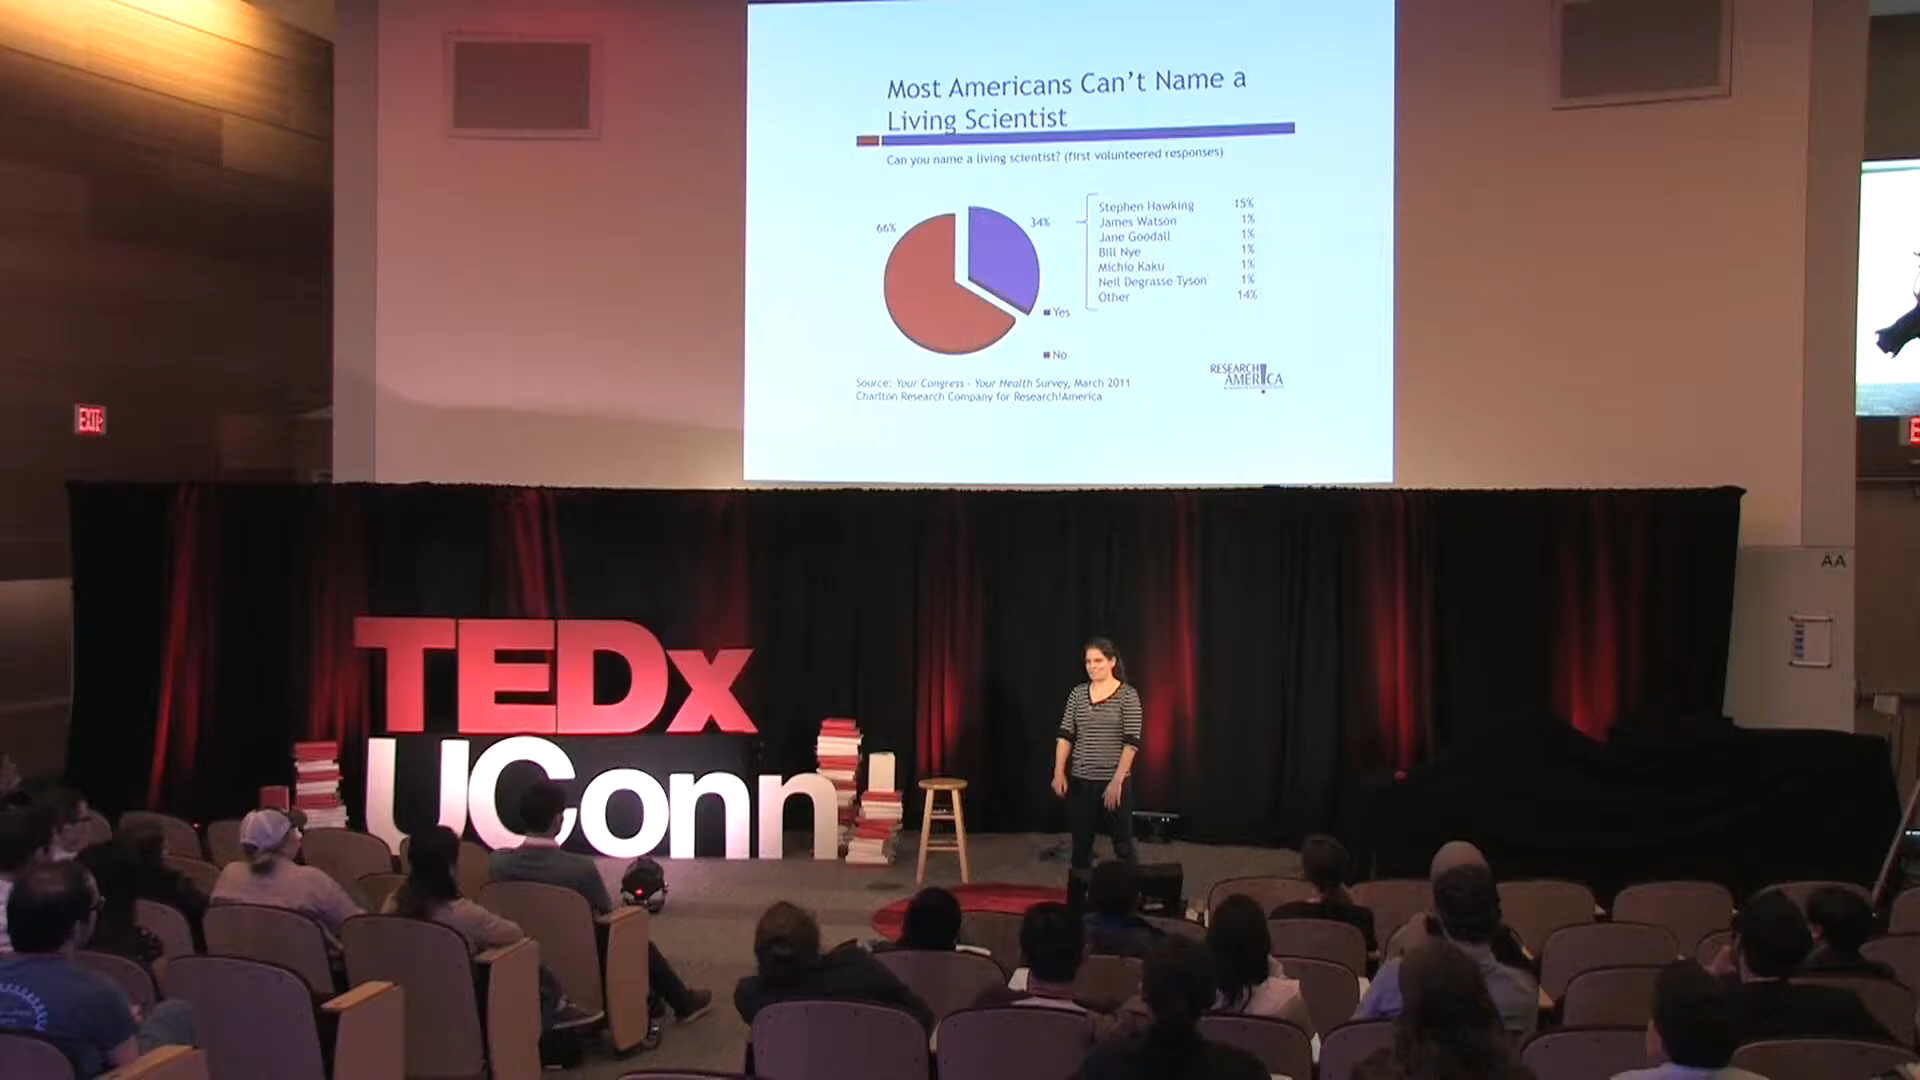 Most Americans Can't Name a
Living Scientist
Can you name a living scientist? (first volunteered responses)
66%
34%
Stephen Hawking 15%
James Watson 1%
Jane Goodall 1%
Bill Nye 1%
Michio Kaku 1%
Neil Degrasse Tyson 1%
Other 14%
Yes
No
Source: Your Congress - Your Health Survey, March 2011
Charlton Research Company for Research!America
RESEARCH
AMER!CA
EXIT
E
AA
TEDx
UConn